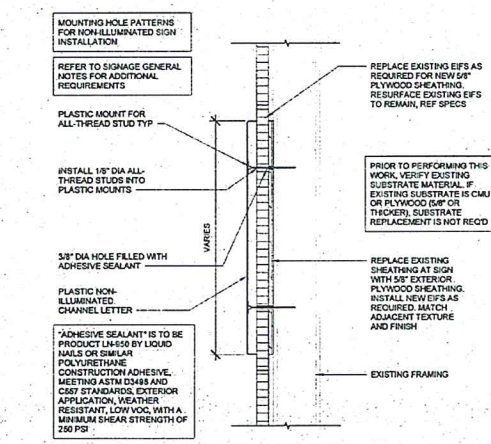 MOUNTING HOLE PATTERNS
FOR NON-ILLUMINATED SIGN
INSTALLATION
REFER TO SIGNAGE GENERAL
NOTES FOR ADDITIONAL
REQUIREMENTS
PLASTIC MOUNT FOR
ALL-THREAD STUD TYP
INSTALL 1/8" DIA ALL-
THREAD STUDS INTO
PLASTIC MOUNTS
VARIES
3/8" DIA HOLE FILLED WITH
ADHESIVE SEALANT
PLASTIC NON-
ILLUMINATED
CHANNEL LETTER
"ADHESIVE SEALANT" IS TO BE
PRODUCT LN-950 BY LIQUID
NAILS OR SIMILAR
POLYURETHANE
CONSTRUCTION ADHESIVE,
MEETING ASTM D3498 AND
C557 STANDARDS, EXTERIOR
APPLICATION, WEATHER
RESISTANT, LOW VOC, WITH A
MINIMUM SHEAR STRENGTH OF
250 PSI
REPLACE EXISTING EIFS AS
REQUIRED FOR NEW 5/8"
PLYWOOD SHEATHING.
RESURFACE EXISTING EIFS
TO REMAIN, REF SPECS
PRIOR TO PERFORMING THIS
WORK, VERIFY EXISTING
SUBSTRATE MATERIAL. IF
EXISTING SUBSTRATE IS CMU
OR PLYWOOD (5/8" OR
THICKER), SUBSTRATE
REPLACEMENT IS NOT REQ'D
REPLACE EXISTING
SHEATHING AT SIGN
WITH 5/8" EXTERIOR
PLYWOOD SHEATHING.
INSTALL NEW EIFS AS
REQUIRED. MATCH
ADJACENT TEXTURE
AND FINISH
EXISTING FRAMING